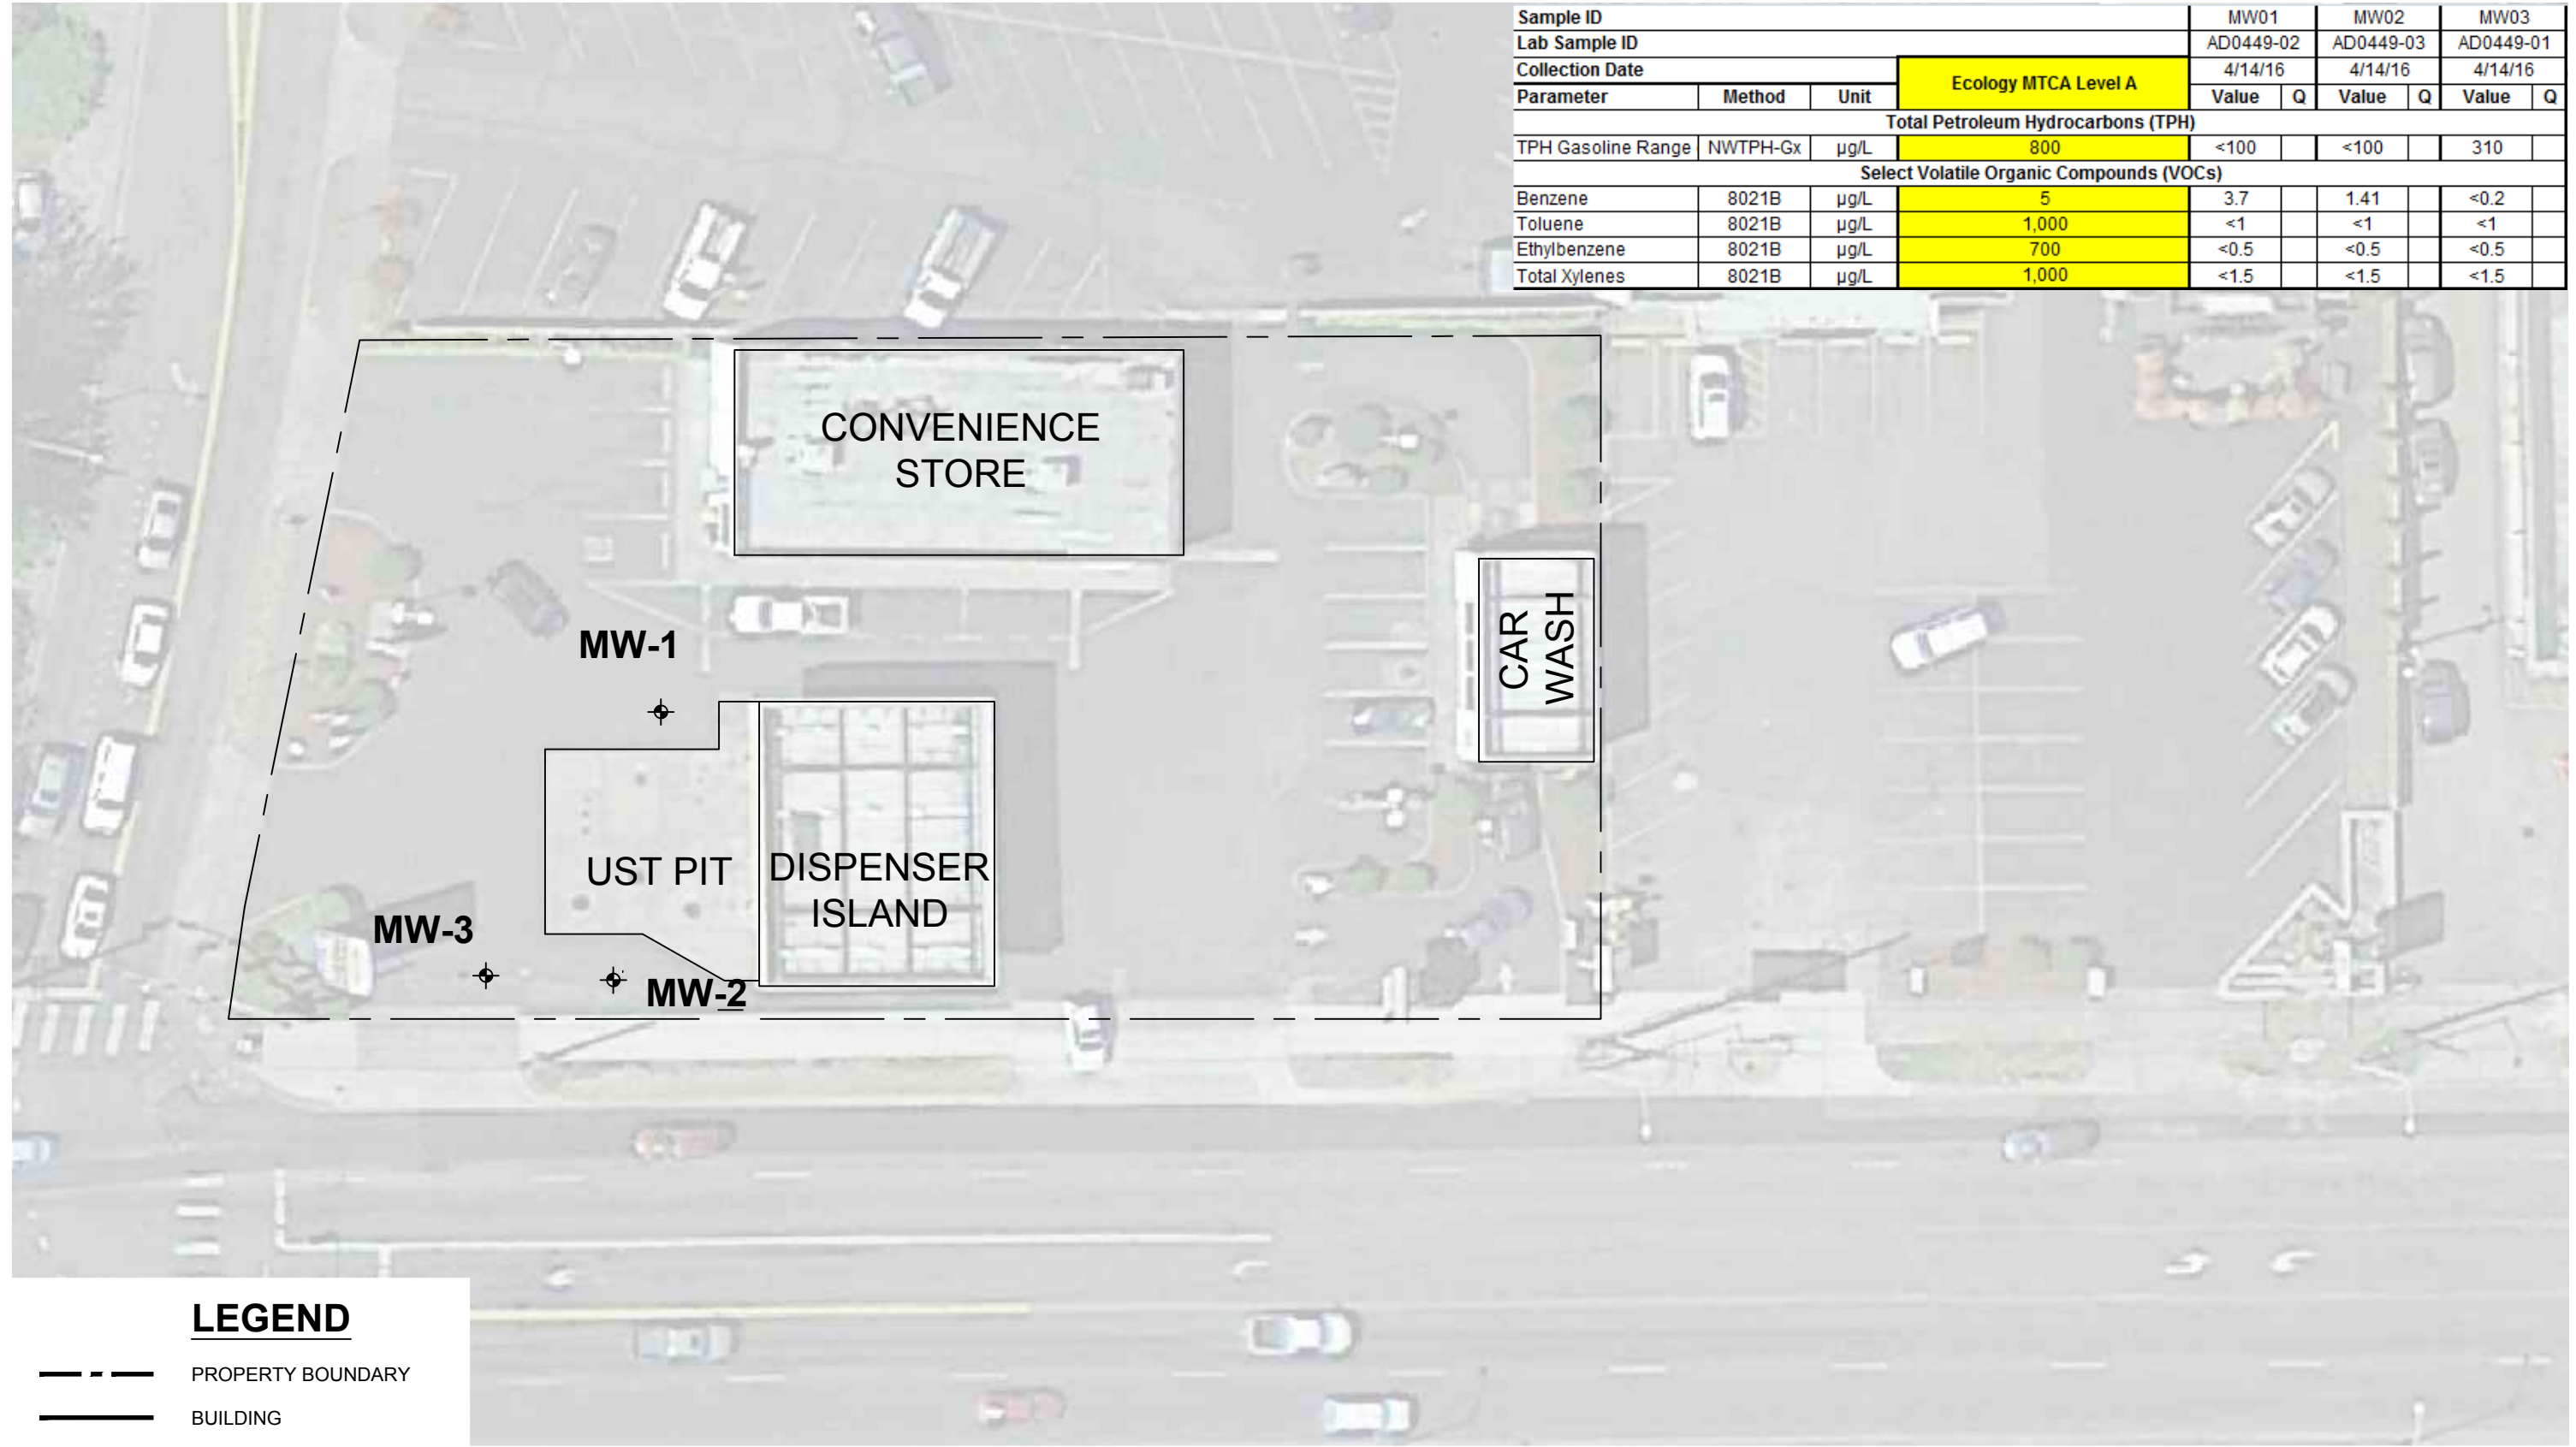 Sample ID MW01 MW02 MW03
Lab Sample ID AD0449-02 AD0449-03 AD0449-01
Collection Date Ecology MTCA Level A 4/14/16 4/14/16 4/14/16
Parameter Method Unit Value Q Value Q Value Q
Total Petroleum Hydrocarbons (TPH)
TPH Gasoline Range NWTPH-Gx µg/L 800 <100 <100 310
Select Volatile Organic Compounds (VOCs)
Benzene 8021B µg/L 5 3.7 1.41 <0.2
Toluene 8021B µg/L 1,000 <1 <1 <1
Ethylbenzene 8021B µg/L 700 <0.5 <0.5 <0.5
Total Xylenes 8021B µg/L 1,000 <1.5 <1.5 <1.5
CONVENIENCE
STORE
CAR
WASH
MW-1
UST PIT
DISPENSER
ISLAND
MW-3
MW-2
LEGEND
PROPERTY BOUNDARY
BUILDING